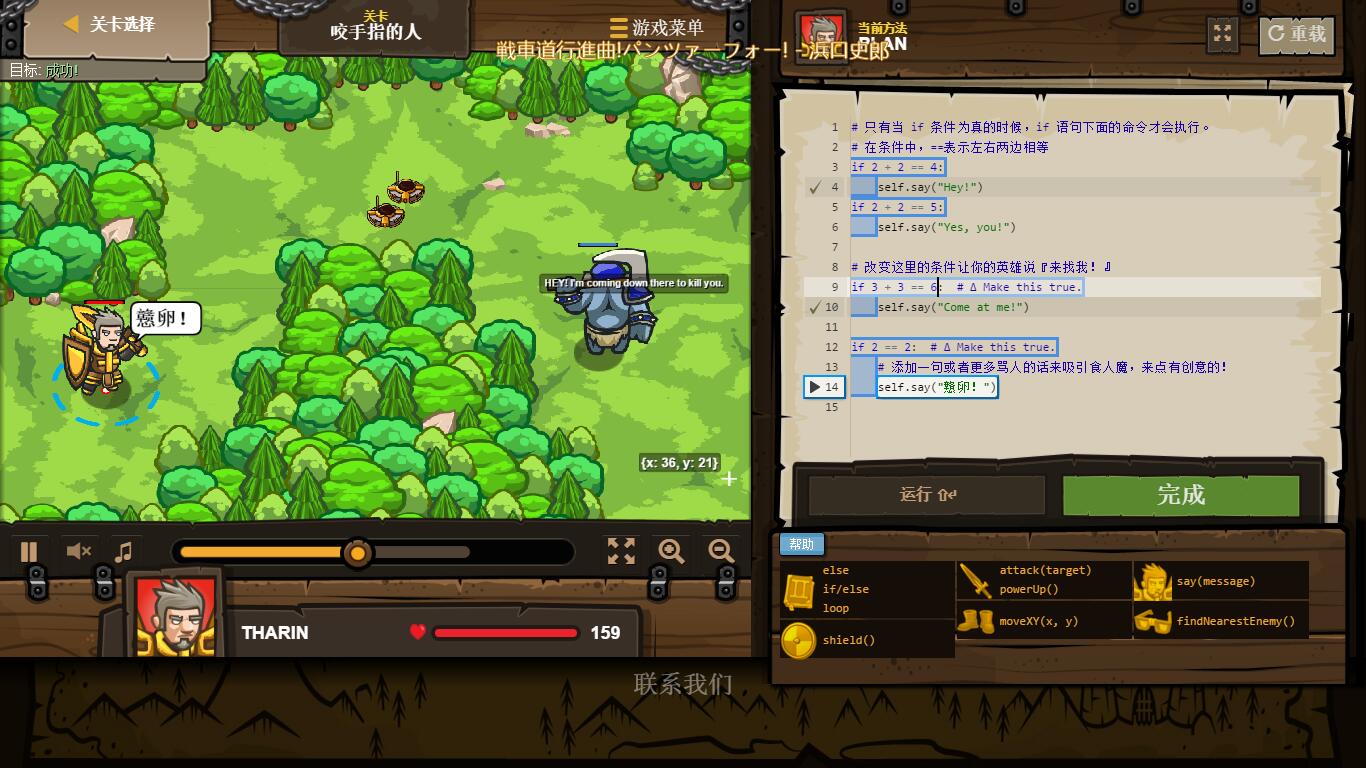 关卡选择
关卡
咬手指的人
游戏菜单
戦車道行進曲!パンツァーフォー! - 浜口史郎
目标: 成功!
当前方法
PLAN
重载
1 # 只有当 if 条件为真的时候，if 语句下面的命令才会执行。
2 # 在条件中，==表示左右两边相等
3 if 2 + 2 == 4:
4 self.say("Hey!")
5 if 2 + 2 == 5:
6 self.say("Yes, you!")
7
8 # 改变这里的条件让你的英雄说『来找我！』
9 if 3 + 3 == 6:  # ∆ Make this true.
10 self.say("Come at me!")
11
12 if 2 == 2:  # ∆ Make this true.
13 # 添加一句或者更多骂人的话来吸引食人魔，来点有创意的!
14 self.say("憨卵！")
15
HEY! I'm coming down there to kill you.
憨卵！
{x: 36, y: 21}
运行
完成
THARIN
159
帮助
else
if/else
loop
shield()
attack(target)
powerUp()
moveXY(x, y)
say(message)
findNearestEnemy()
联系我们